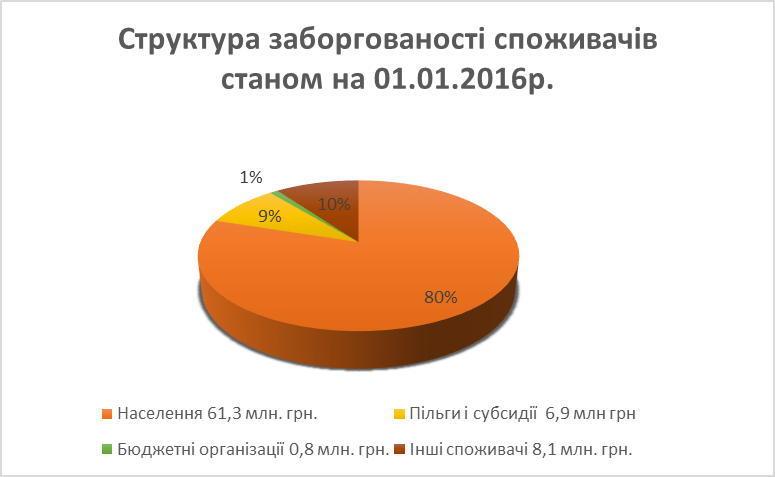 Структура заборгованості споживачів
станом на 01.01.2016р.
1%
10%
9%
80%
Населення 61,3 млн. грн.
Пільги і субсидії  6,9 млн грн
Бюджетні організації 0,8 млн. грн.
Інші споживачі 8,1 млн. грн.